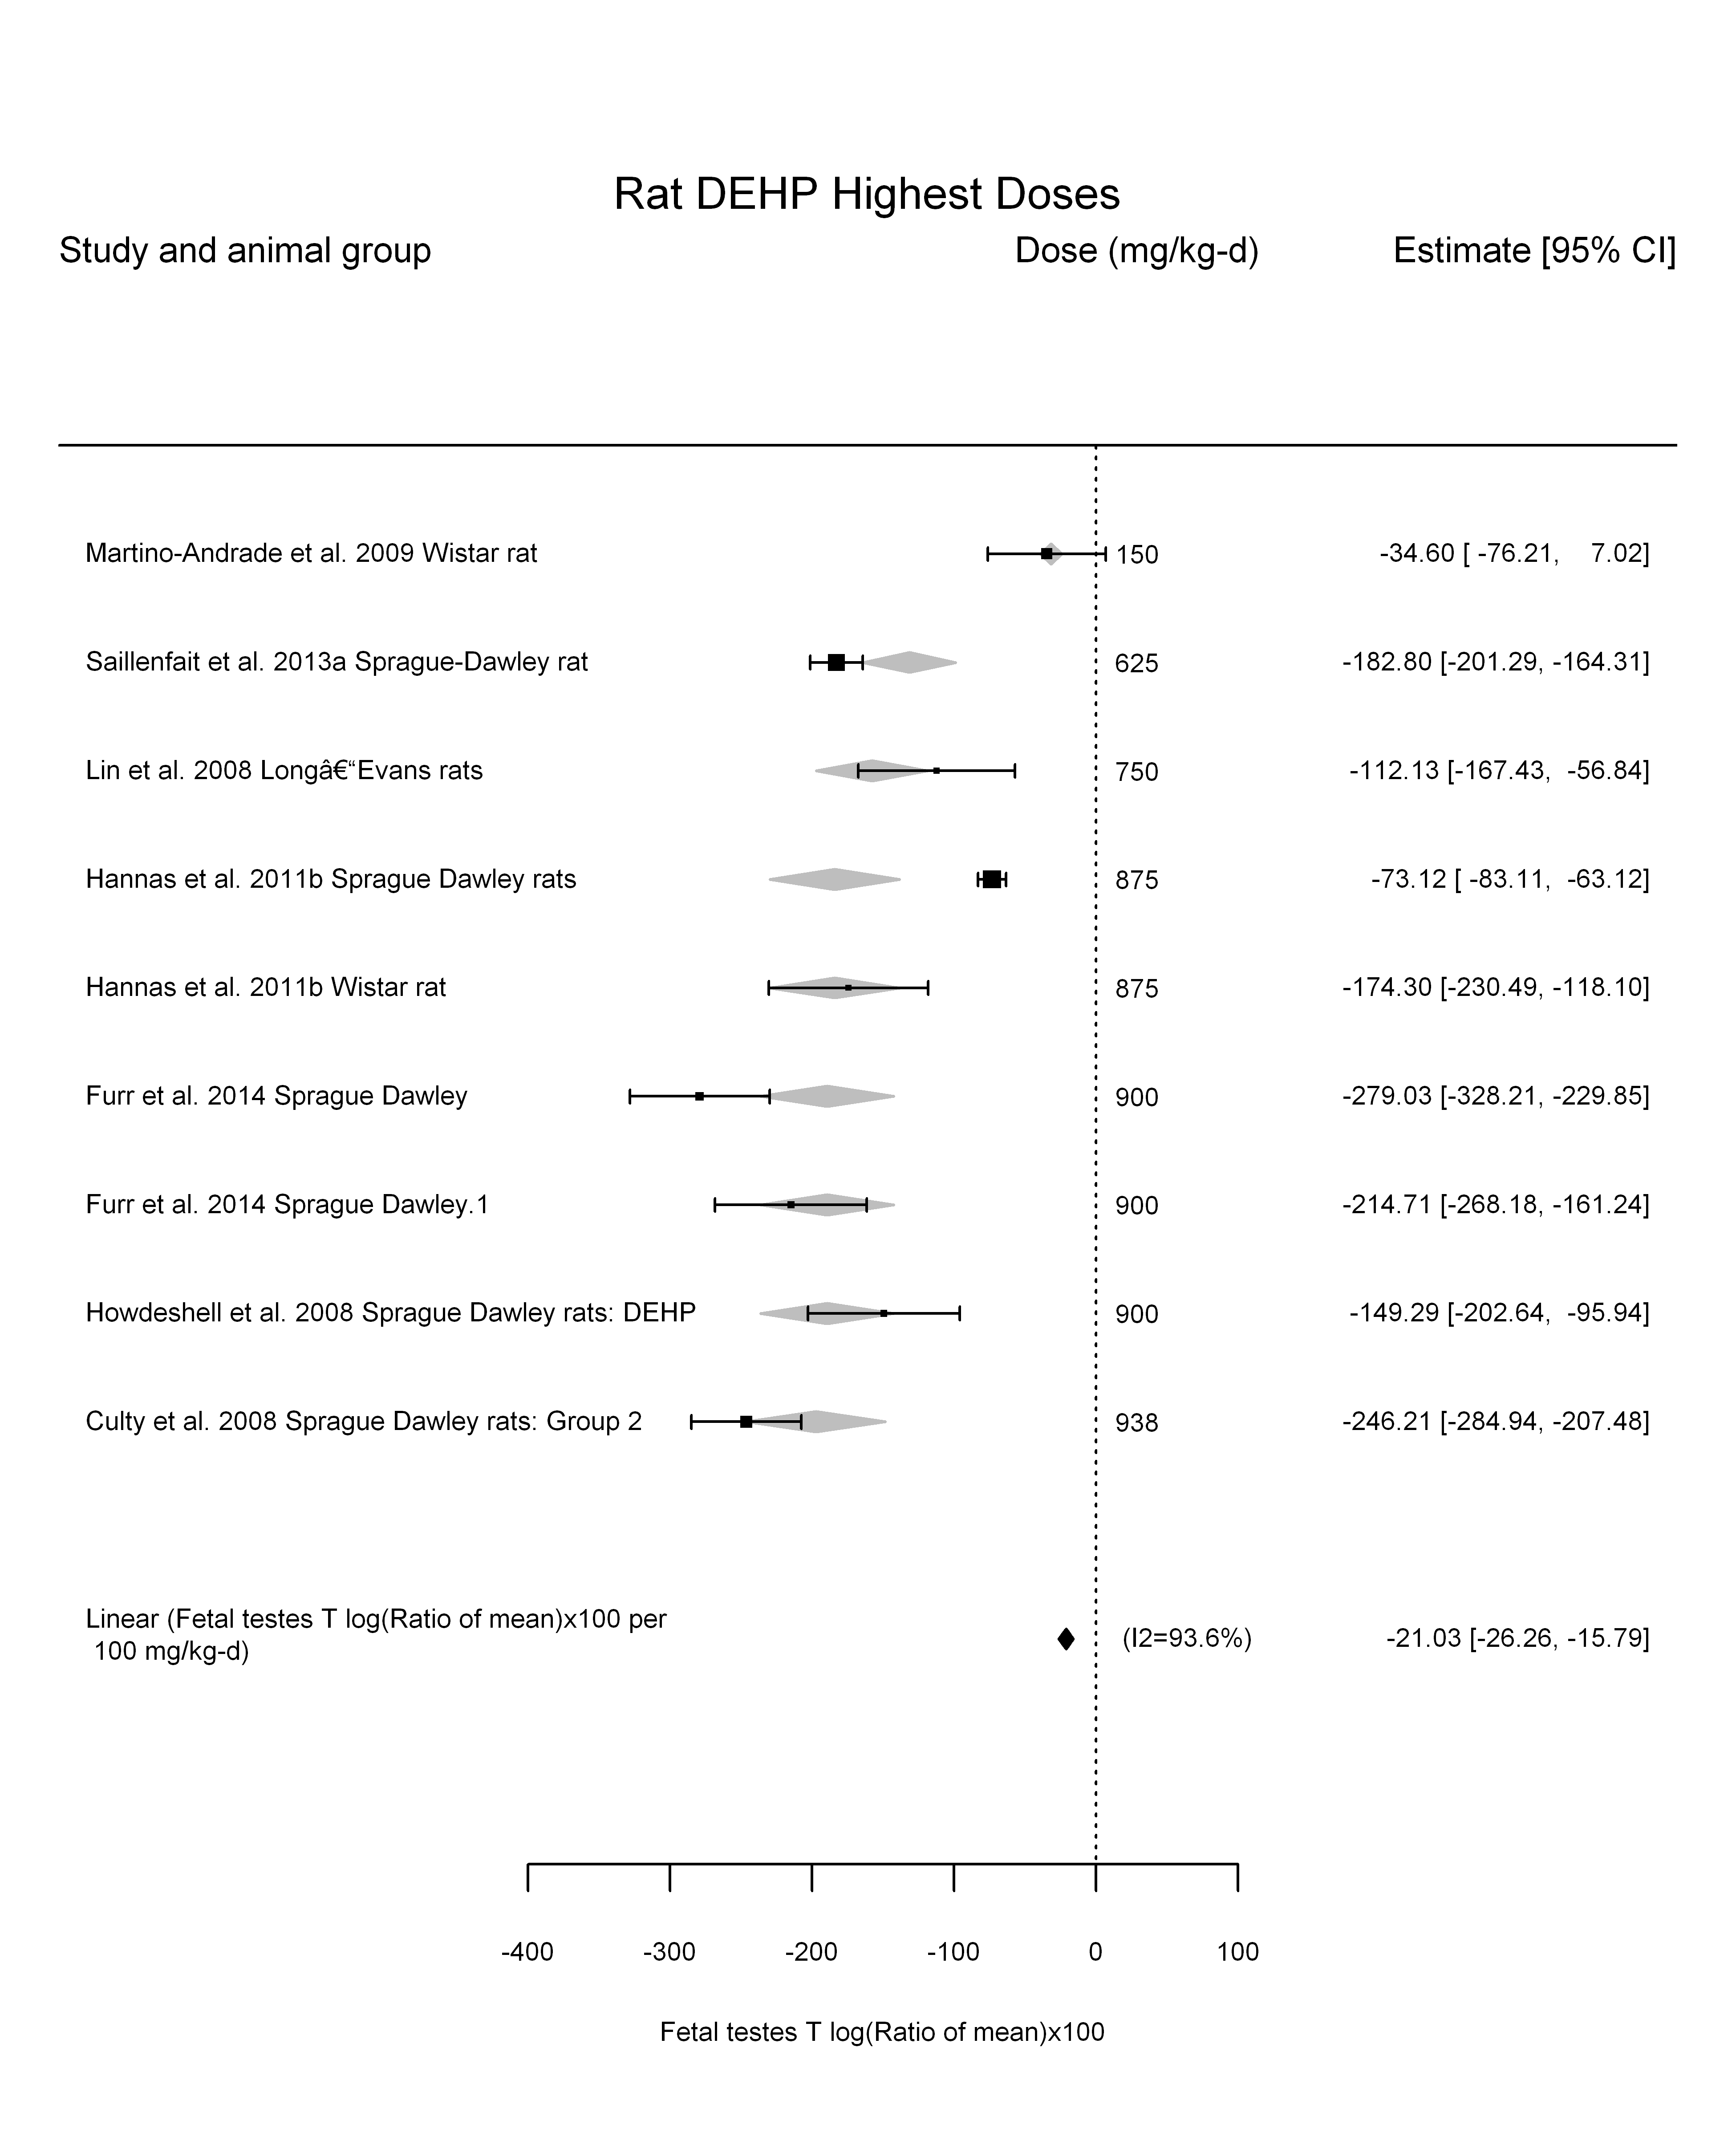 Rat DEHP Highest Doses
Study and animal group Dose (mg/kg-d) Estimate [95% CI]
Martino-Andrade et al. 2009 Wistar rat 150 -34.60 [ -76.21, 7.02]
Saillenfait et al. 2013a Sprague-Dawley rat 625 -182.80 [-201.29, -164.31]
Lin et al. 2008 Longâ€“Evans rats 750 -112.13 [-167.43, -56.84]
Hannas et al. 2011b Sprague Dawley rats 875 -73.12 [ -83.11, -63.12]
Hannas et al. 2011b Wistar rat 875 -174.30 [-230.49, -118.10]
Furr et al. 2014 Sprague Dawley 900 -279.03 [-328.21, -229.85]
Furr et al. 2014 Sprague Dawley.1 900 -214.71 [-268.18, -161.24]
Howdeshell et al. 2008 Sprague Dawley rats: DEHP 900 -149.29 [-202.64, -95.94]
Culty et al. 2008 Sprague Dawley rats: Group 2 938 -246.21 [-284.94, -207.48]
Linear (Fetal testes T log(Ratio of mean)x100 per
100 mg/kg-d) (I2=93.6%) -21.03 [-26.26, -15.79]
-400 -300 -200 -100 0 100
Fetal testes T log(Ratio of mean)x100